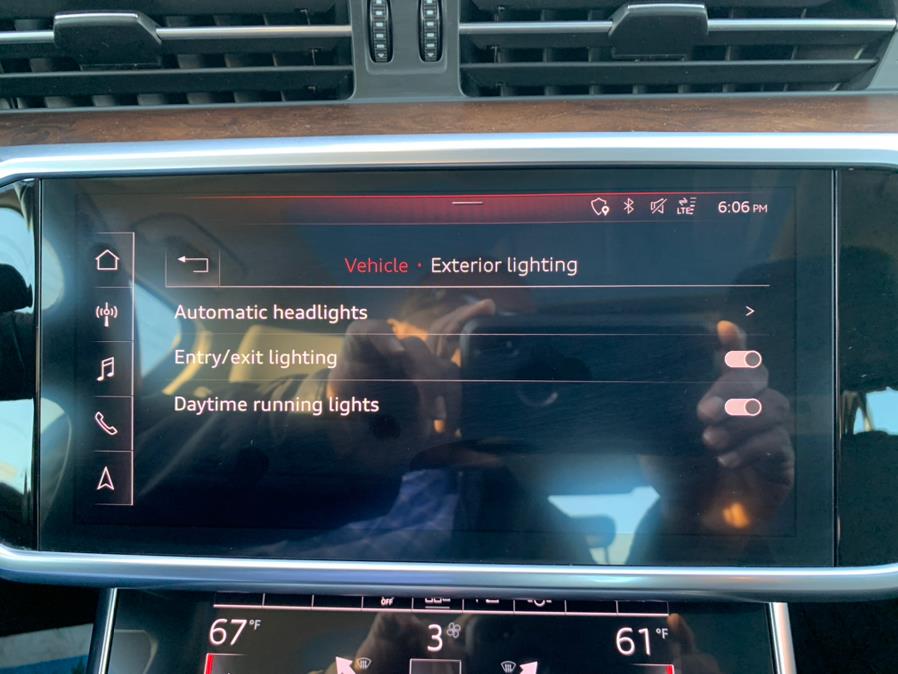 LTE 6:06 PM
Vehicle · Exterior lighting
Automatic headlights >
Entry/exit lighting
Daytime running lights
OFF
67°F 3 61°F